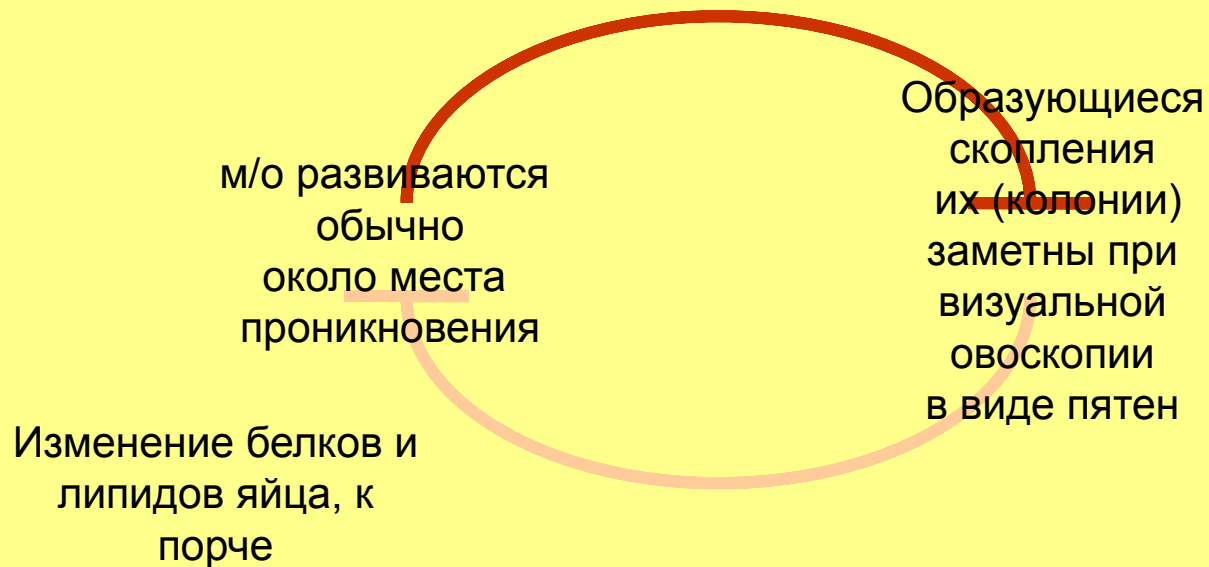 м/о развиваются
обычно
около места
проникновения
Образующиеся
скопления
их (колонии)
заметны при
визуальной
овоскопии
в виде пятен
Изменение белков и
липидов яйца, к
порче